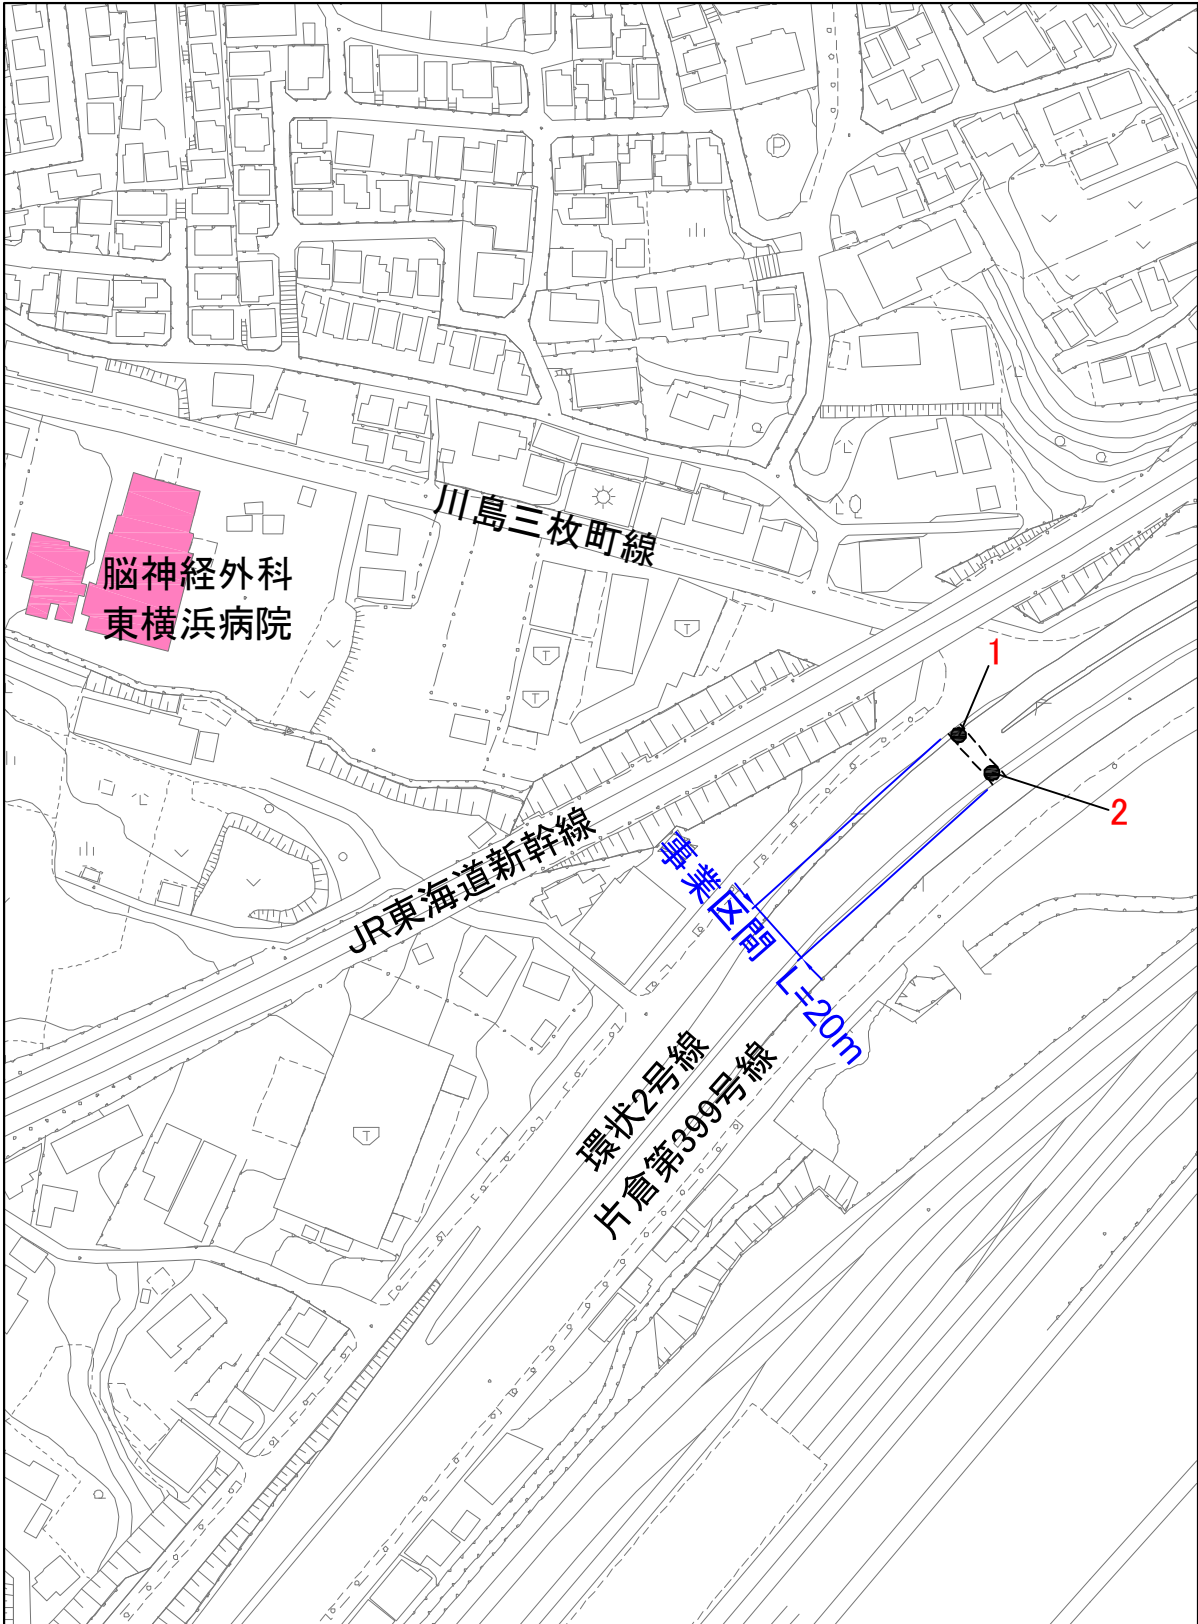 Ⓟ
川島三枚町線
脳神経外科
東横浜病院
T
T
T
1
2
JR東海道新幹線
事業区間 L=20m
環状2号線
片倉第399号線
T